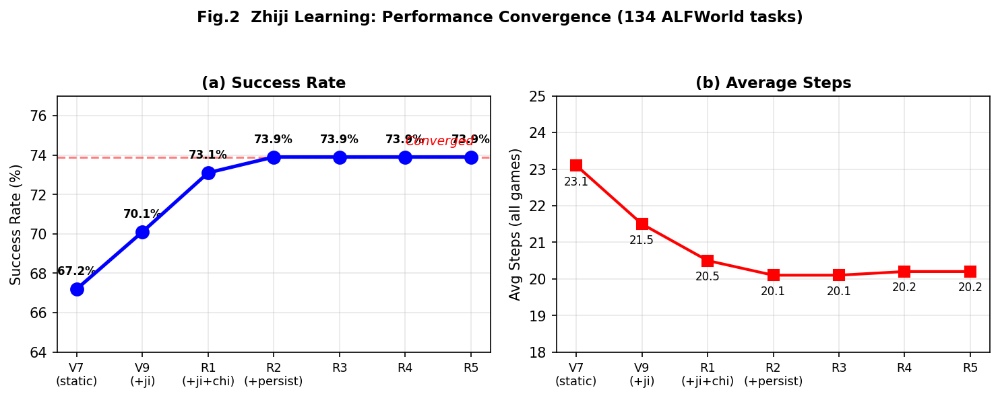 Fig.2  Zhiji Learning: Performance Convergence (134 ALFWorld tasks)
(a) Success Rate
Success Rate (%)
76
74
72
70
68
66
64
67.2%
70.1%
73.1%
73.9%
73.9%
73.9%
73.9%
Converged
V7
(static)
V9
(+ji)
R1
(+ji+chi)
R2
(+persist)
R3
R4
R5
(b) Average Steps
Avg Steps (all games)
25
24
23
22
21
20
19
18
23.1
21.5
20.5
20.1
20.1
20.2
20.2
V7
(static)
V9
(+ji)
R1
(+ji+chi)
R2
(+persist)
R3
R4
R5